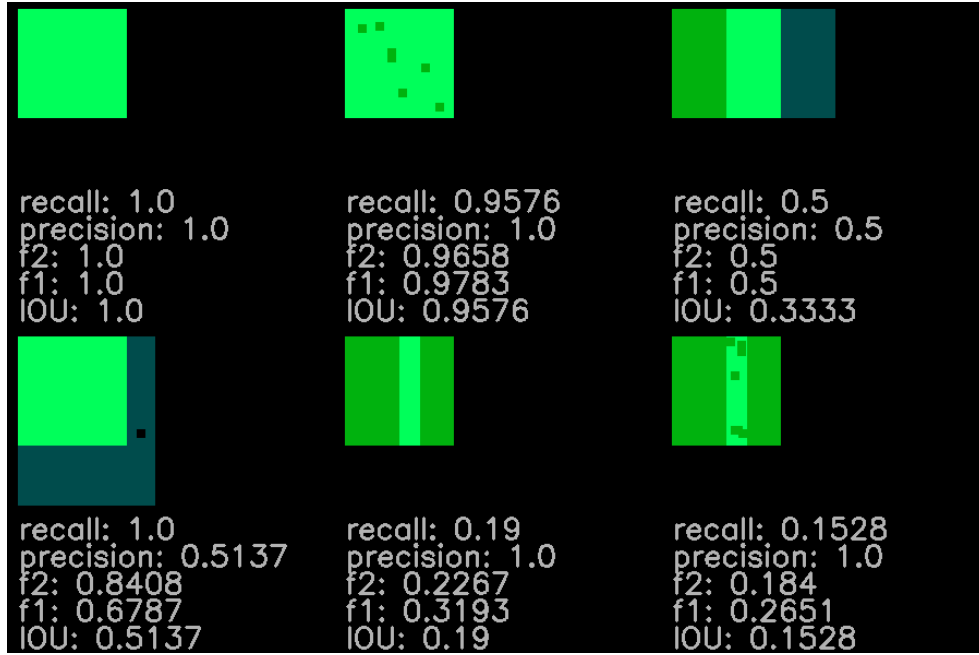 recall: 1.0
precision: 1.0
f2: 1.0
f1: 1.0
IOU: 1.0
recall: 0.9576
precision: 1.0
f2: 0.9658
f1: 0.9783
IOU: 0.9576
recall: 0.5
precision: 0.5
f2: 0.5
f1: 0.5
IOU: 0.3333
recall: 1.0
precision: 0.5137
f2: 0.8408
f1: 0.6787
IOU: 0.5137
recall: 0.19
precision: 1.0
f2: 0.2267
f1: 0.3193
IOU: 0.19
recall: 0.1528
precision: 1.0
f2: 0.184
f1: 0.2651
IOU: 0.1528